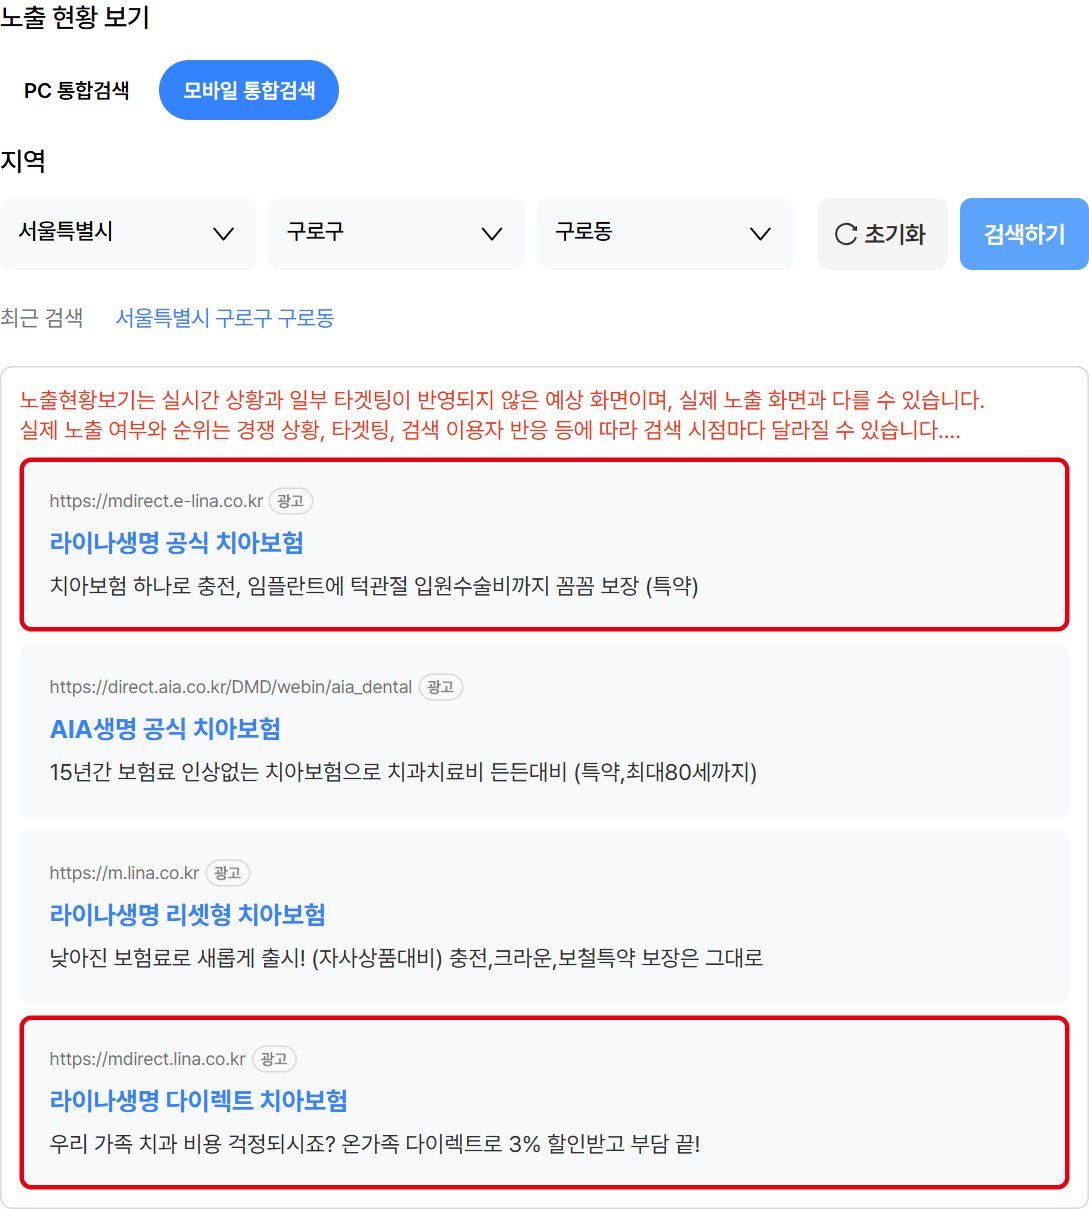 노출 현황 보기
PC 통합검색 모바일 통합검색
지역
서울특별시 구로구 구로동 초기화 검색하기
최근 검색 서울특별시 구로구 구로동
노출현황보기는 실시간 상황과 일부 타겟팅이 반영되지 않은 예상 화면이며, 실제 노출 화면과 다를 수 있습니다.
실제 노출 여부와 순위는 경쟁 상황, 타겟팅, 검색 이용자 반응 등에 따라 검색 시점마다 달라질 수 있습니다....
https://mdirect.e-lina.co.kr 광고
라이나생명 공식 치아보험
치아보험 하나로 충전, 임플란트에 턱관절 입원수술비까지 꼼꼼 보장 (특약)
https://direct.aia.co.kr/DMD/webin/aia_dental 광고
AIA생명 공식 치아보험
15년간 보험료 인상없는 치아보험으로 치과치료비 든든대비 (특약,최대80세까지)
https://m.lina.co.kr 광고
라이나생명 리셋형 치아보험
낮아진 보험료로 새롭게 출시! (자사상품대비) 충전,크라운,보철특약 보장은 그대로
https://mdirect.lina.co.kr 광고
라이나생명 다이렉트 치아보험
우리 가족 치과 비용 걱정되시죠? 온가족 다이렉트로 3% 할인받고 부담 끝!